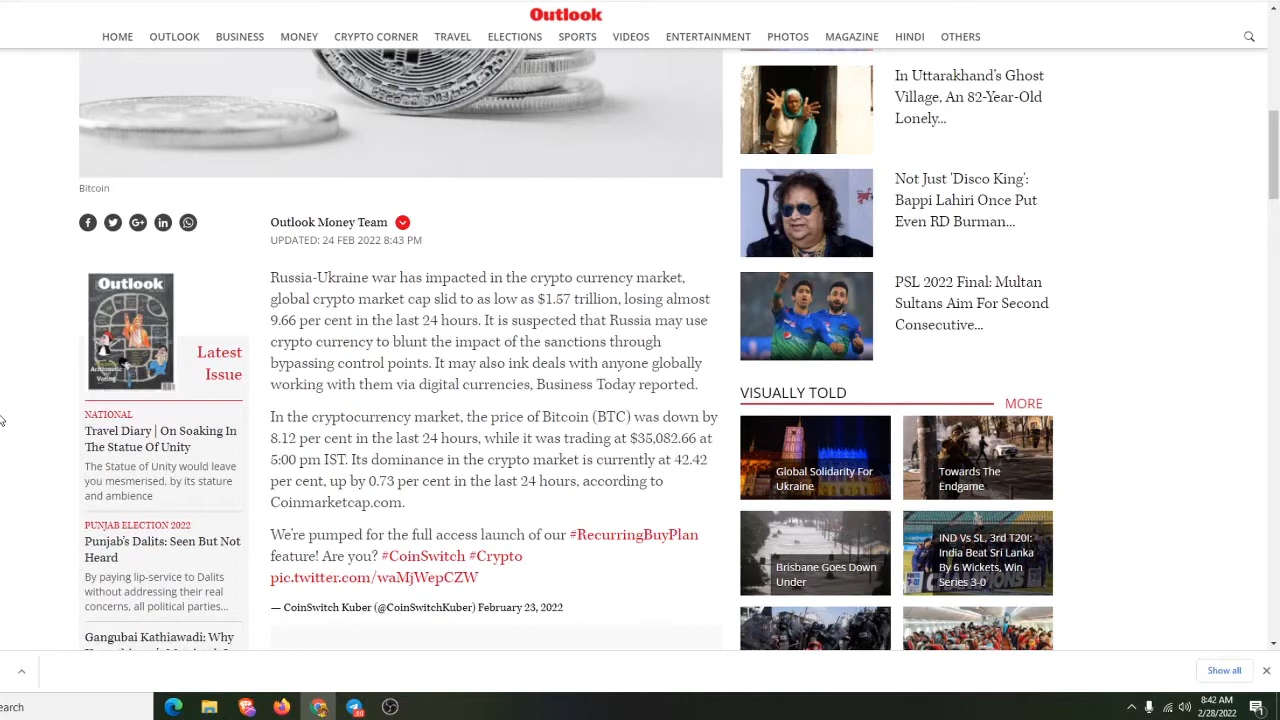 Outlook
HOME OUTLOOK BUSINESS MONEY CRYPTO CORNER TRAVEL ELECTIONS SPORTS VIDEOS ENTERTAINMENT PHOTOS MAGAZINE HINDI OTHERS
Bitcoin
Outlook Money Team
UPDATED: 24 FEB 2022 8:43 PM
Russia-Ukraine war has impacted in the crypto currency market,
global crypto market cap slid to as low as $1.57 trillion, losing almost
9.66 per cent in the last 24 hours. It is suspected that Russia may use
crypto currency to blunt the impact of the sanctions through
bypassing control points. It may also ink deals with anyone globally
working with them via digital currencies, Business Today reported.
In the cryptocurrency market, the price of Bitcoin (BTC) was down by
8.12 per cent in the last 24 hours, while it was trading at $35,082.66 at
5:00 pm IST. Its dominance in the crypto market is currently at 42.42
per cent, up by 0.73 per cent in the last 24 hours, according to
Coinmarketcap.com.
We're pumped for the full access launch of our #RecurringBuyPlan
feature! Are you? #CoinSwitch #Crypto
pic.twitter.com/waMjWepCZW
— CoinSwitch Kuber (@CoinSwitchKuber) February 23, 2022
Outlook
Latest
Issue
NATIONAL
Travel Diary | On Soaking In
The Statue Of Unity
The Statue of Unity would leave
you mesmerised, by its stature
and ambience
PUNJAB ELECTION 2022
Punjab's Dalits: Seen But Not
Heard
By paying lip-service to Dalits
without addressing their real
concerns, all political parties...
Gangubai Kathiawadi: Why
In Uttarakhand's Ghost
Village, An 82-Year-Old
Lonely...
Not Just 'Disco King':
Bappi Lahiri Once Put
Even RD Burman...
PSL 2022 Final: Multan
Sultans Aim For Second
Consecutive...
VISUALLY TOLD
MORE
Global Solidarity For
Ukraine
Towards The
Endgame
Brisbane Goes Down
Under
IND Vs SL, 3rd T20I:
India Beat Sri Lanka
By 6 Wickets, Win
Series 3-0
Show all
earch
8:42 AM
2/28/2022